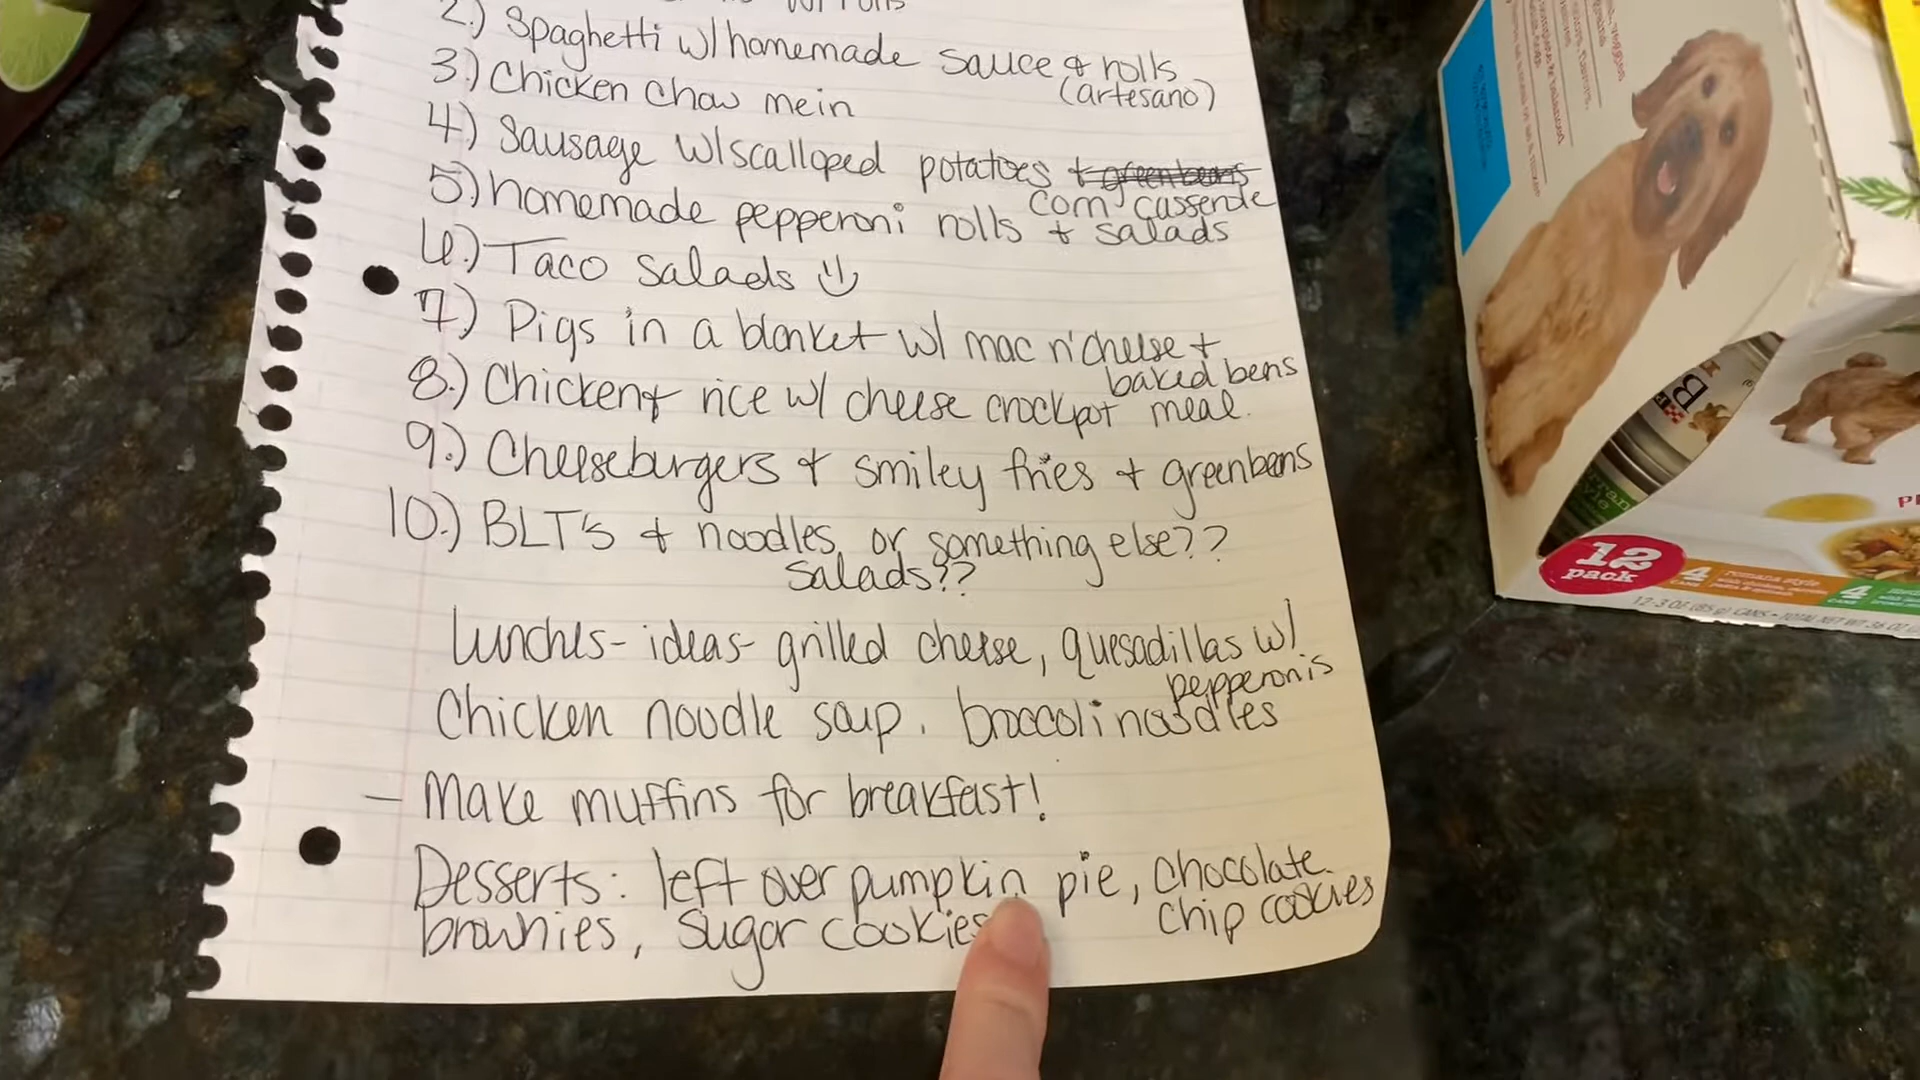 2.) Spaghetti w/ homemade sauce & rolls
(artesano)
3.) Chicken Chow mein
4.) Sausage w/ scalloped potatoes & greenbeans
corn casserole
5.) homemade pepperoni rolls & salads
6.) Taco Salads
7.) Pigs in a blanket w/ mac n' cheese &
baked bens
8.) Chicken & rice w/ cheese crockpot meal.
9.) Cheeseburgers & smiley fries & greenbens
10.) BLT'S & noodles or something else??
salads??
Lunches- ideas- grilled cheese, quesadillas w/
pepperonis
Chicken noodle soup, broccoli noodles
- Make muffins for breakfast!
Desserts: left over pumpkin pie, chocolate
chip cookies
brownies, sugar cookies
12
pack
4
4